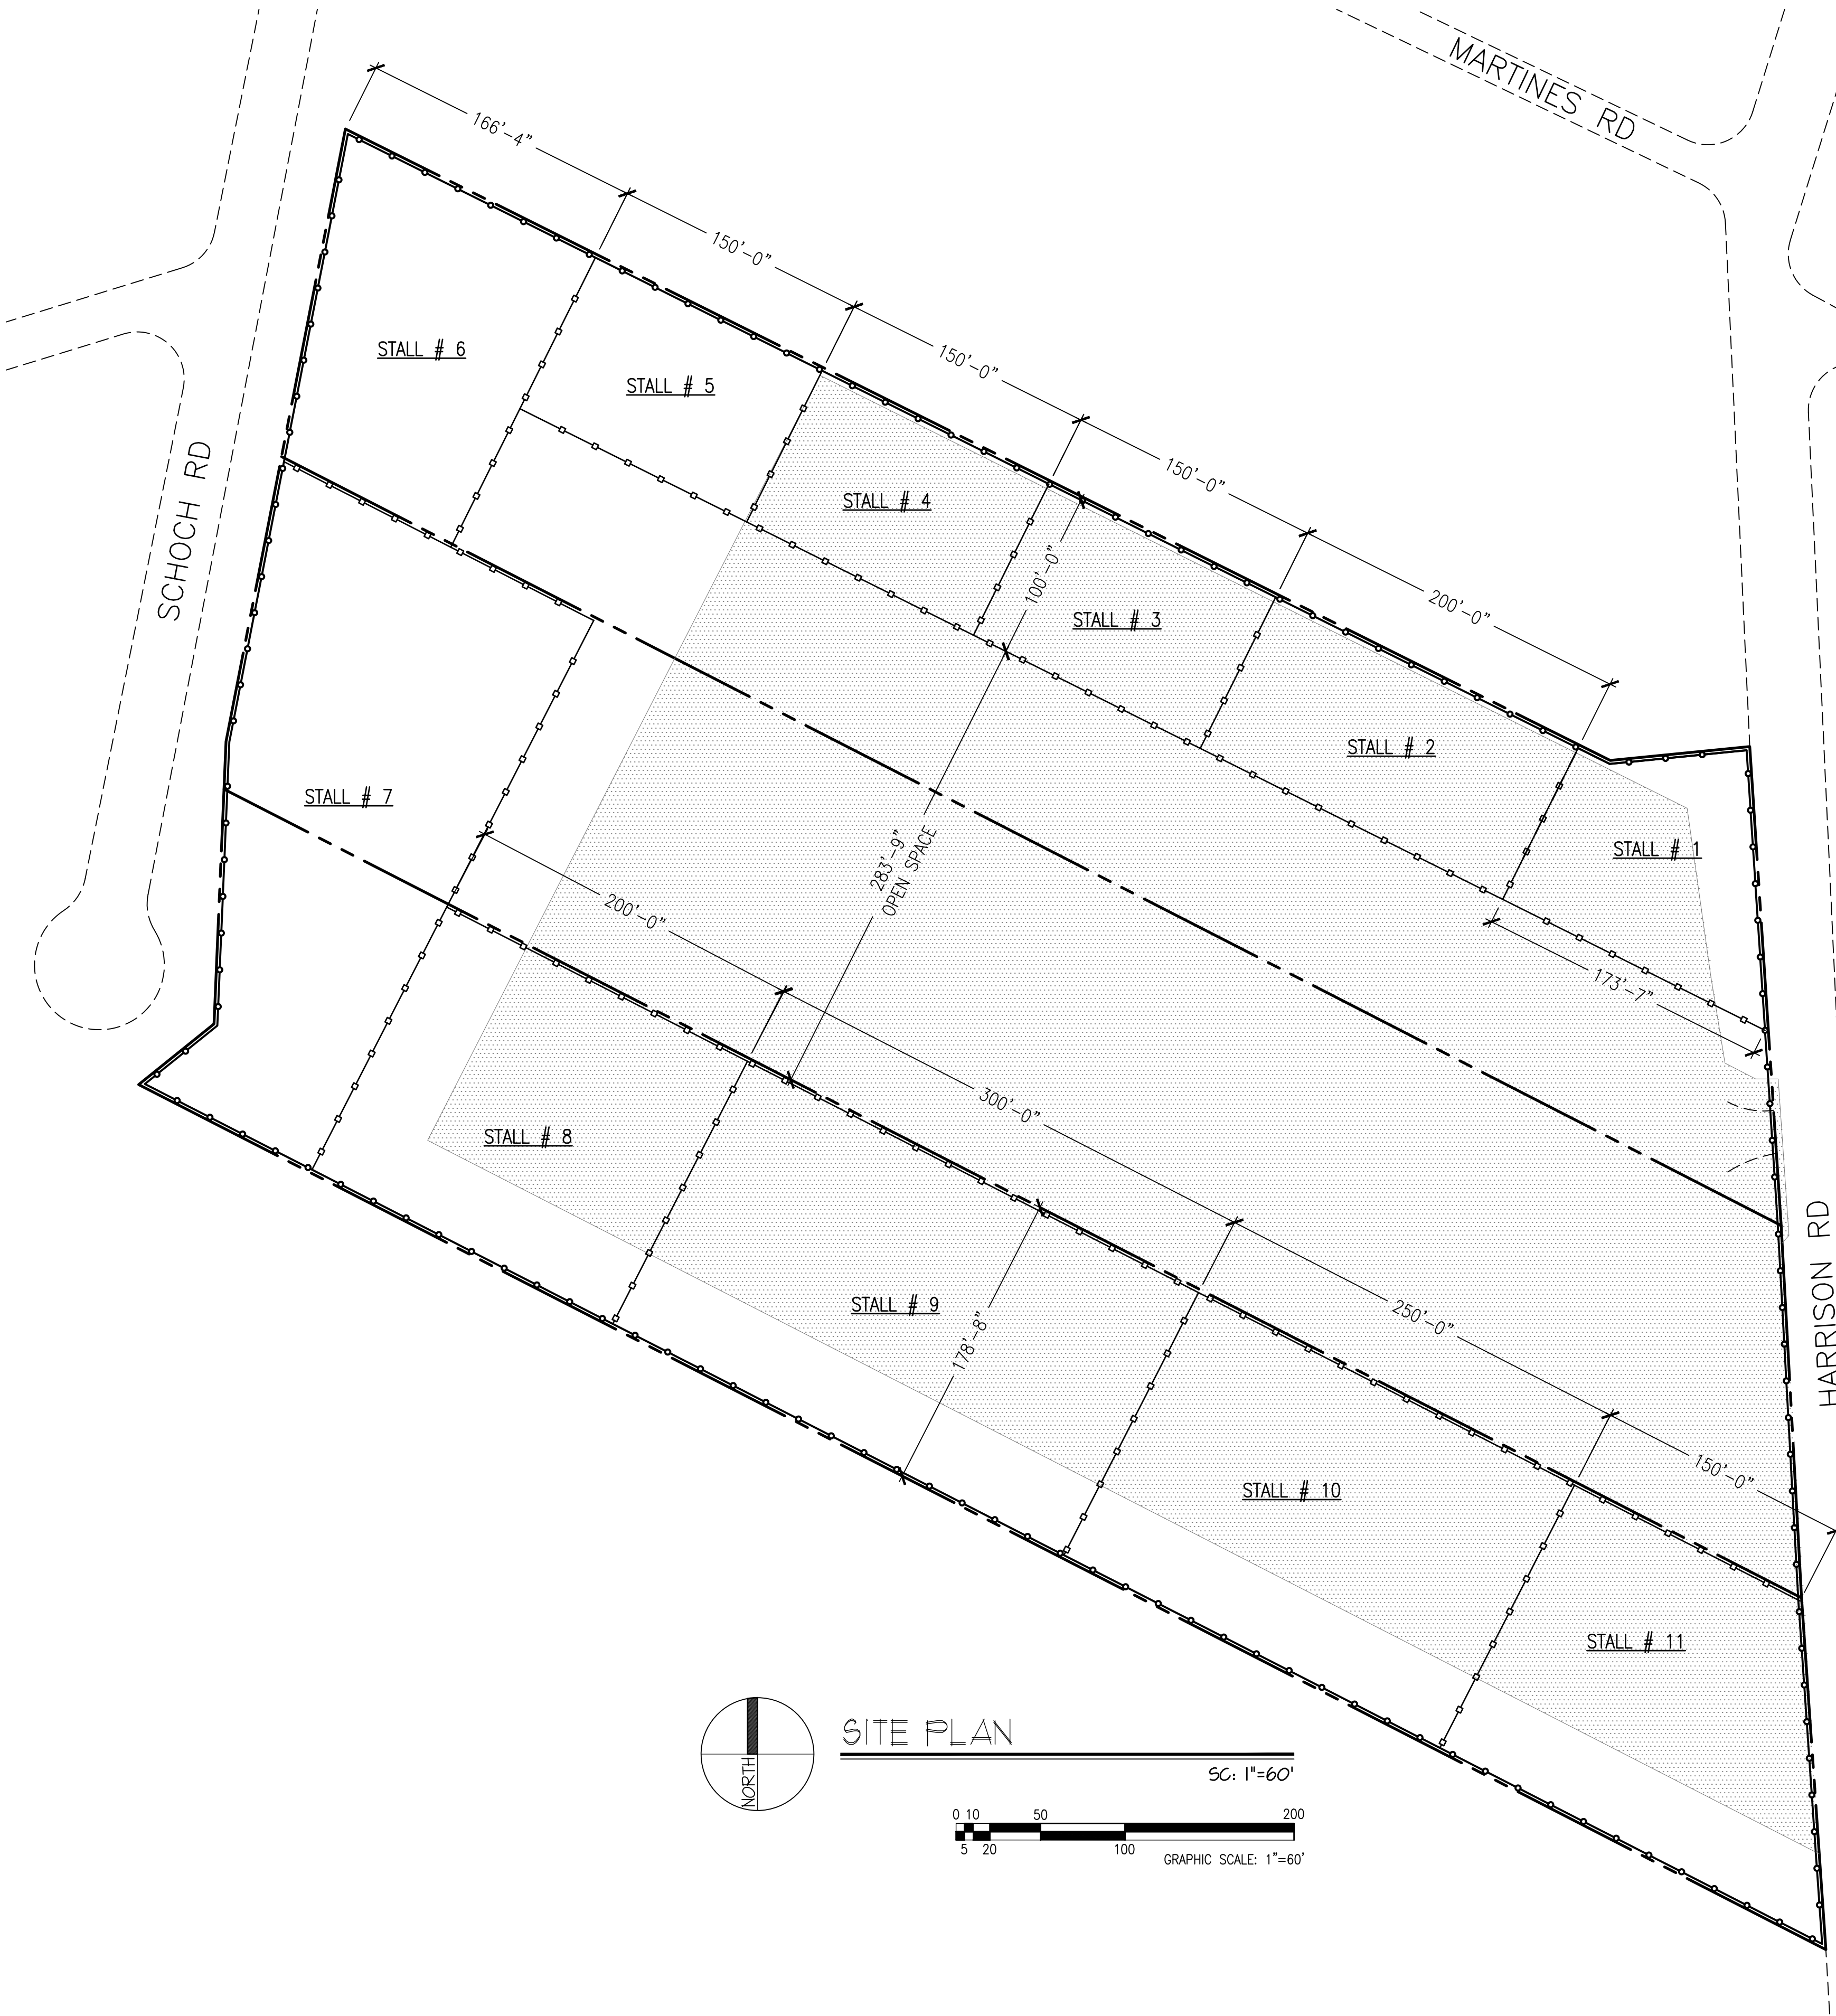 MARTINES RD
166'-4"
150'-0"
150'-0"
150'-0"
200'-0"
STALL # 6
STALL # 5
STALL # 4
STALL # 3
STALL # 2
STALL # 1
SCHOCH RD
100'-0"
STALL # 7
283'-9"
OPEN SPACE
200'-0"
173'-7"
300'-0"
STALL # 8
STALL # 9
178'-8"
250'-0"
HARRISON RD
150'-0"
STALL # 10
STALL # 11
NORTH
SITE PLAN
SC: 1"=60'
0 10 50 200
5 20 100
GRAPHIC SCALE: 1"=60'